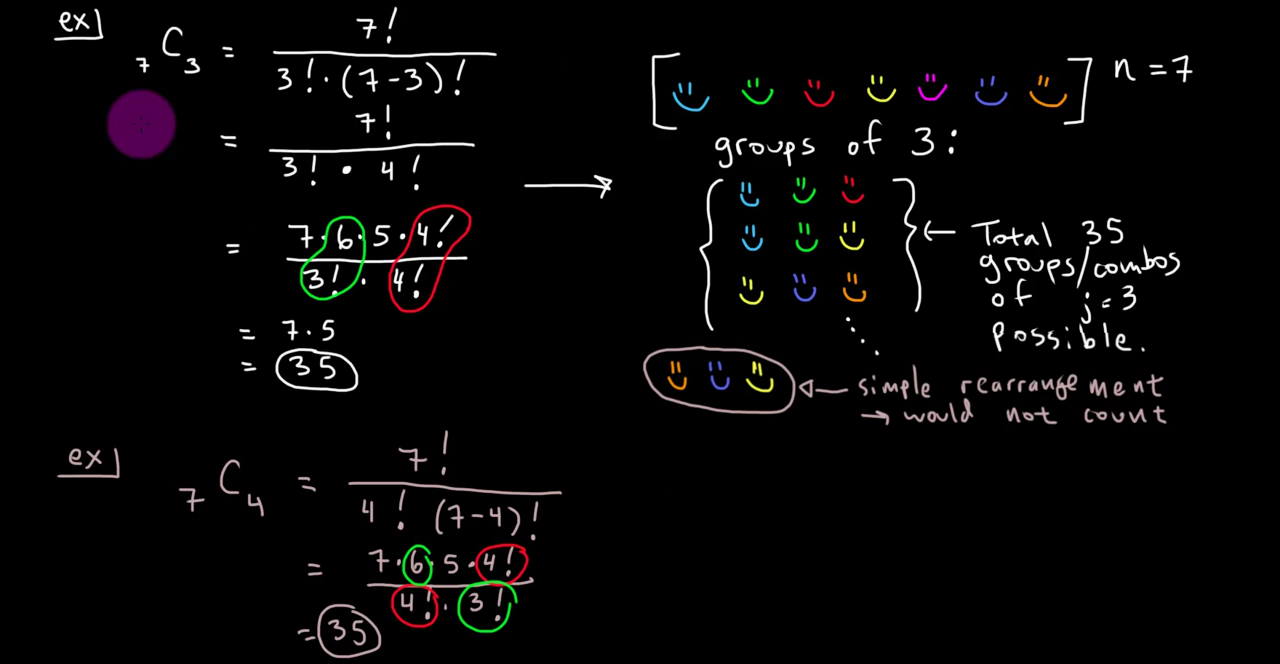 ex)
₇C₃ = 7! / 3!·(7-3)!
= 7! / 3! · 4!
= 7·6·5·4! / 3! · 4!
= 7·5
= 35
[ ] n = 7
groups of 3:
← Total 35
groups/combos
of j=3
possible.
simple rearrangement
→ would not count
ex)
₇C₄ = 7! / 4! (7-4)!
= 7·6·5·4! / 4! · 3!
= 35